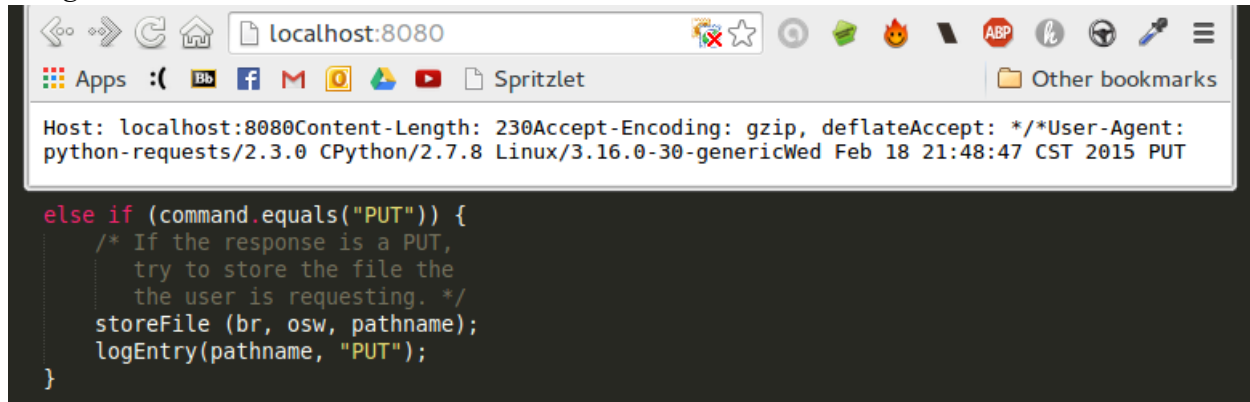 localhost:8080
ABP
Apps :( Bb f M Spritzlet Other bookmarks
Host: localhost:8080Content-Length: 230Accept-Encoding: gzip, deflateAccept: */*User-Agent:
python-requests/2.3.0 CPython/2.7.8 Linux/3.16.0-30-genericWed Feb 18 21:48:47 CST 2015 PUT
else if (command.equals("PUT")) {
/* If the response is a PUT,
try to store the file the
the user is requesting. */
storeFile (br, osw, pathname);
logEntry(pathname, "PUT");
}